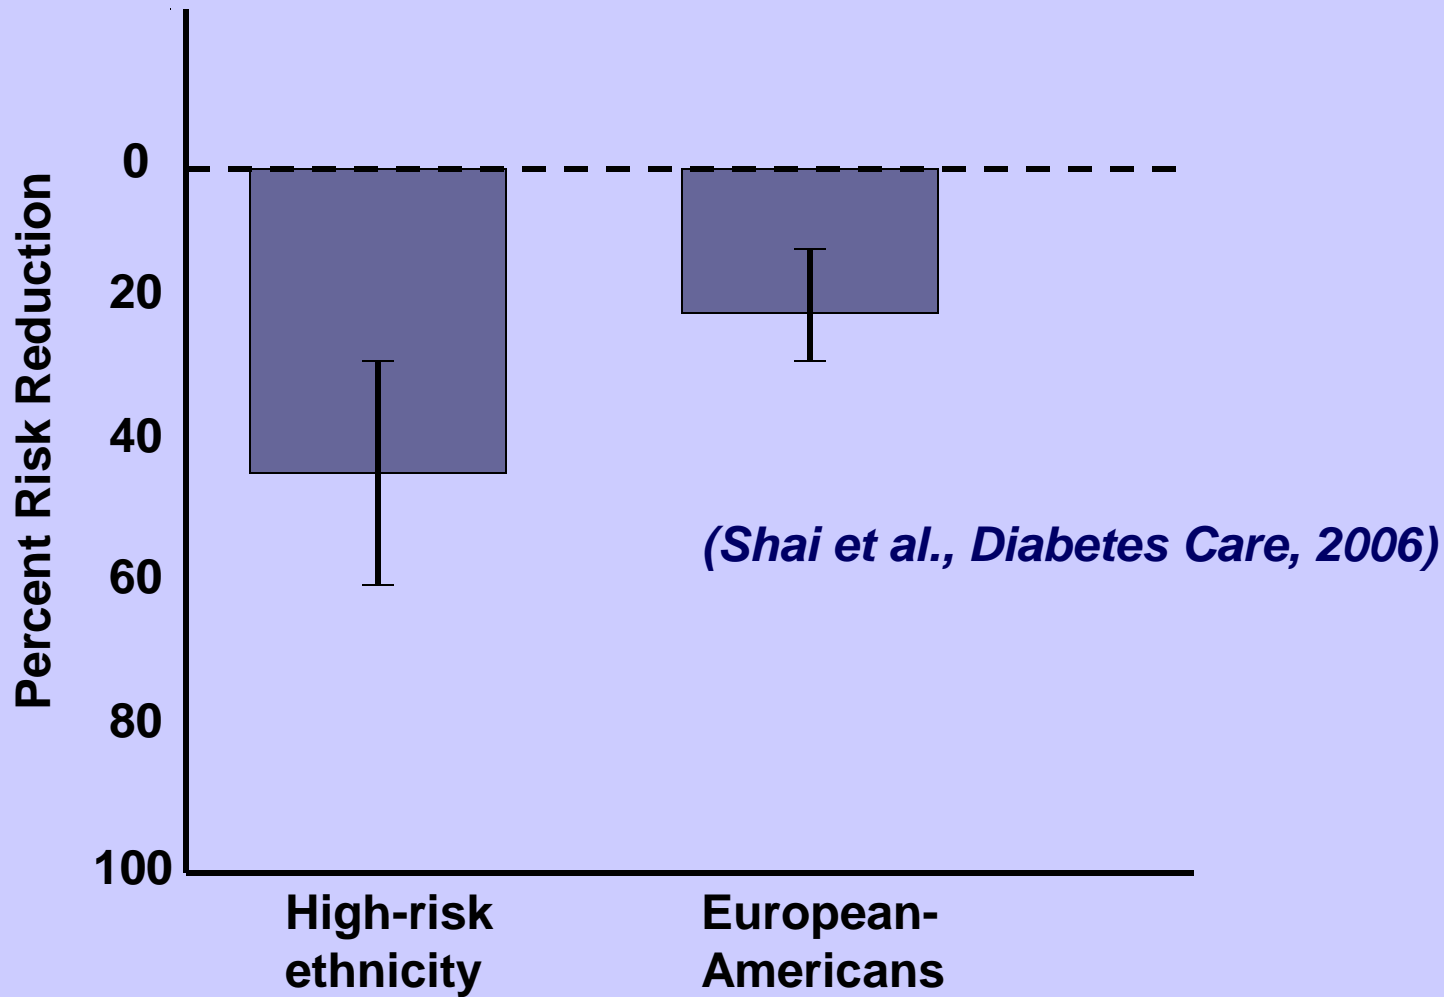 Percent Risk Reduction
0
20
40
60
80
100
(Shai et al., Diabetes Care, 2006)
High-risk
ethnicity
European-
Americans